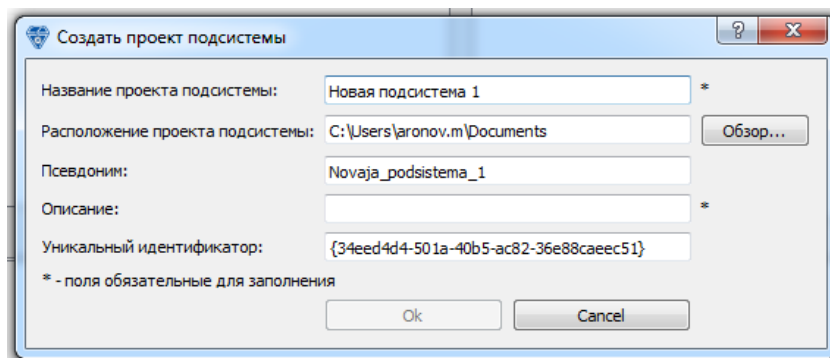 Создать проект подсистемы
Название проекта подсистемы: Новая подсистема 1 *
Расположение проекта подсистемы: C:\Users\aronov.m\Documents Обзор...
Псевдоним: Novaja_podsistema_1
Описание: *
Уникальный идентификатор: {34eed4d4-501a-40b5-ac82-36e88caeec51}
* - поля обязательные для заполнения
Ok Cancel